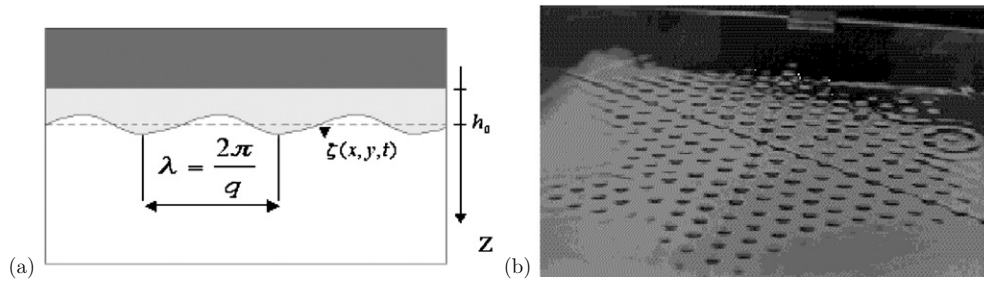 h₀
ζ(x,y,t)
λ = 2π/q
Z
(a)
(b)